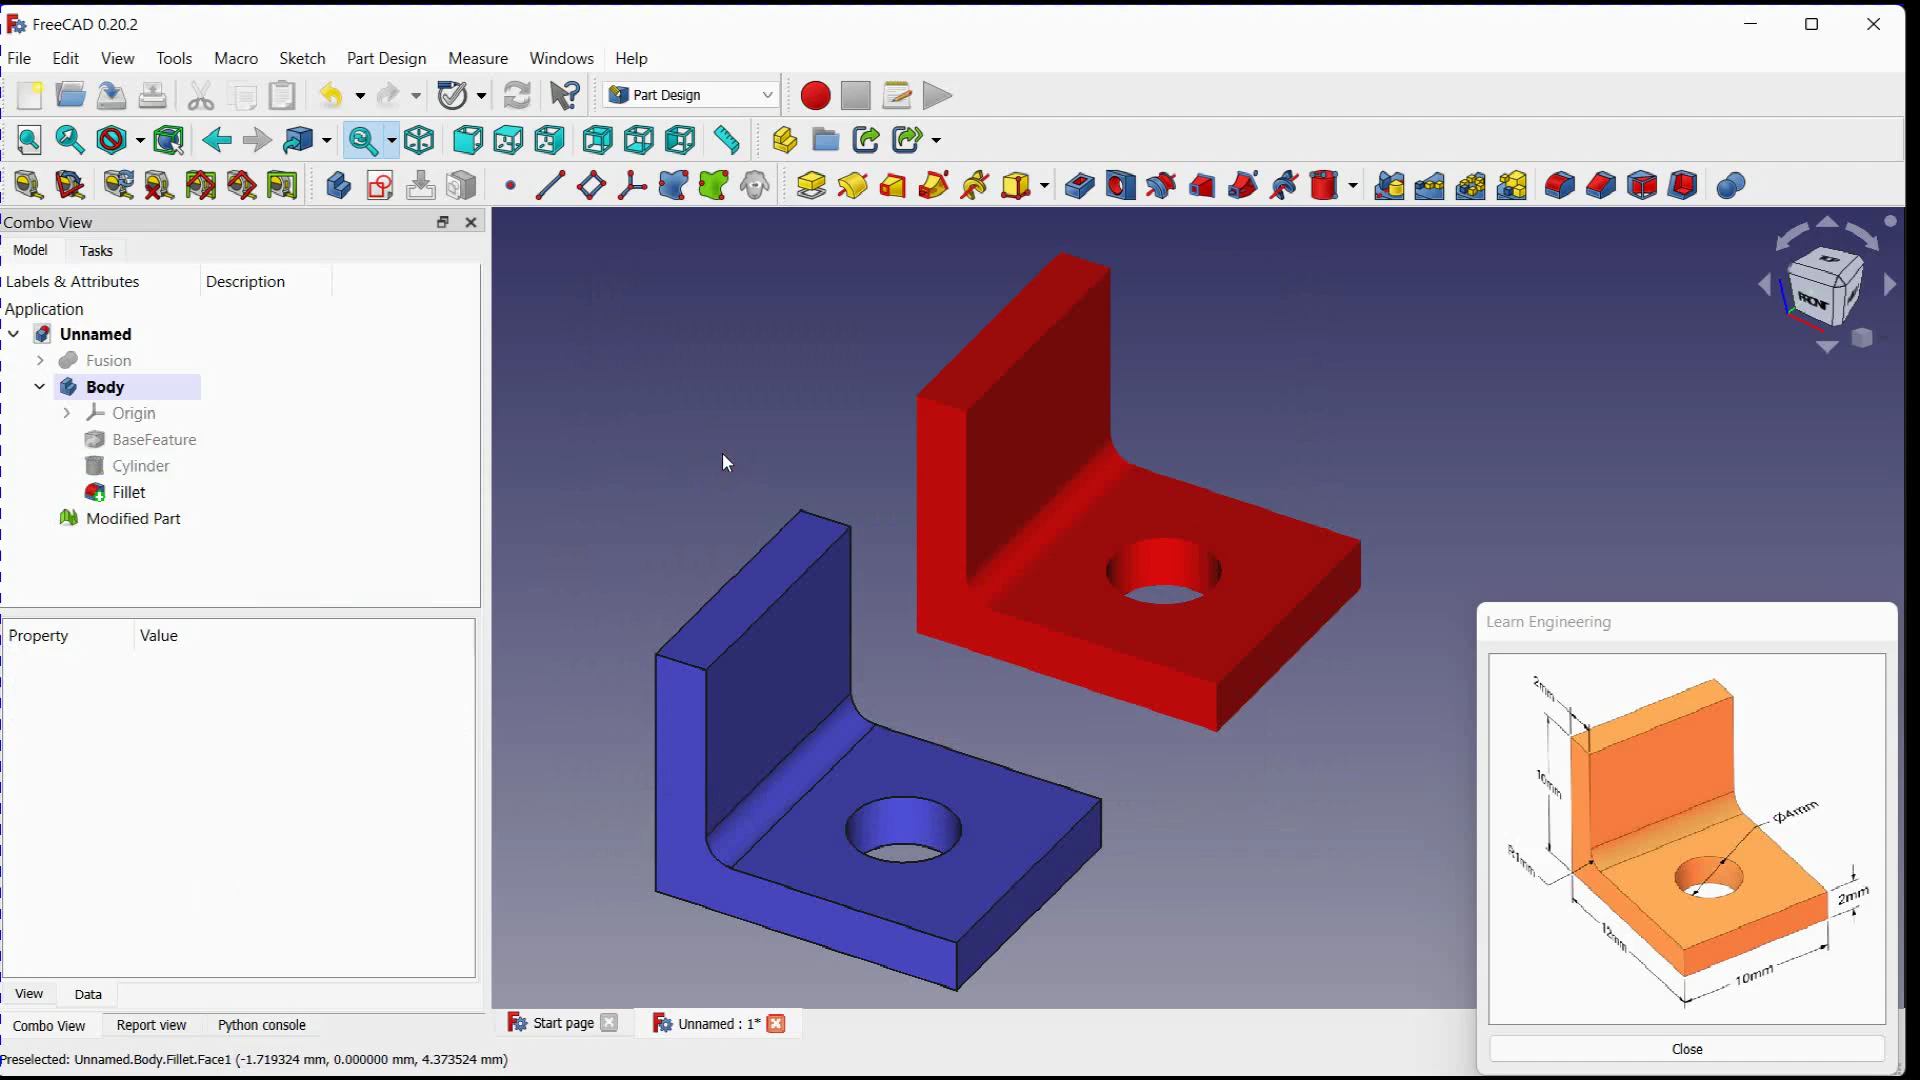 FreeCAD 0.20.2
File Edit View Tools Macro Sketch Part Design Measure Windows Help
Part Design
Combo View
Model Tasks
Labels & Attributes Description
Application
Unnamed
Fusion
Body
Origin
BaseFeature
Cylinder
Fillet
Modified Part
FRONT
Property Value
View Data
Combo View Report view Python console
Start page Unnamed : 1*
Preselected: Unnamed.Body.Fillet.Face1 (-1.719324 mm, 0.000000 mm, 4.373524 mm)
Learn Engineering
2mm
10mm
ϕ4mm
R1mm
2mm
12mm
10mm
Close